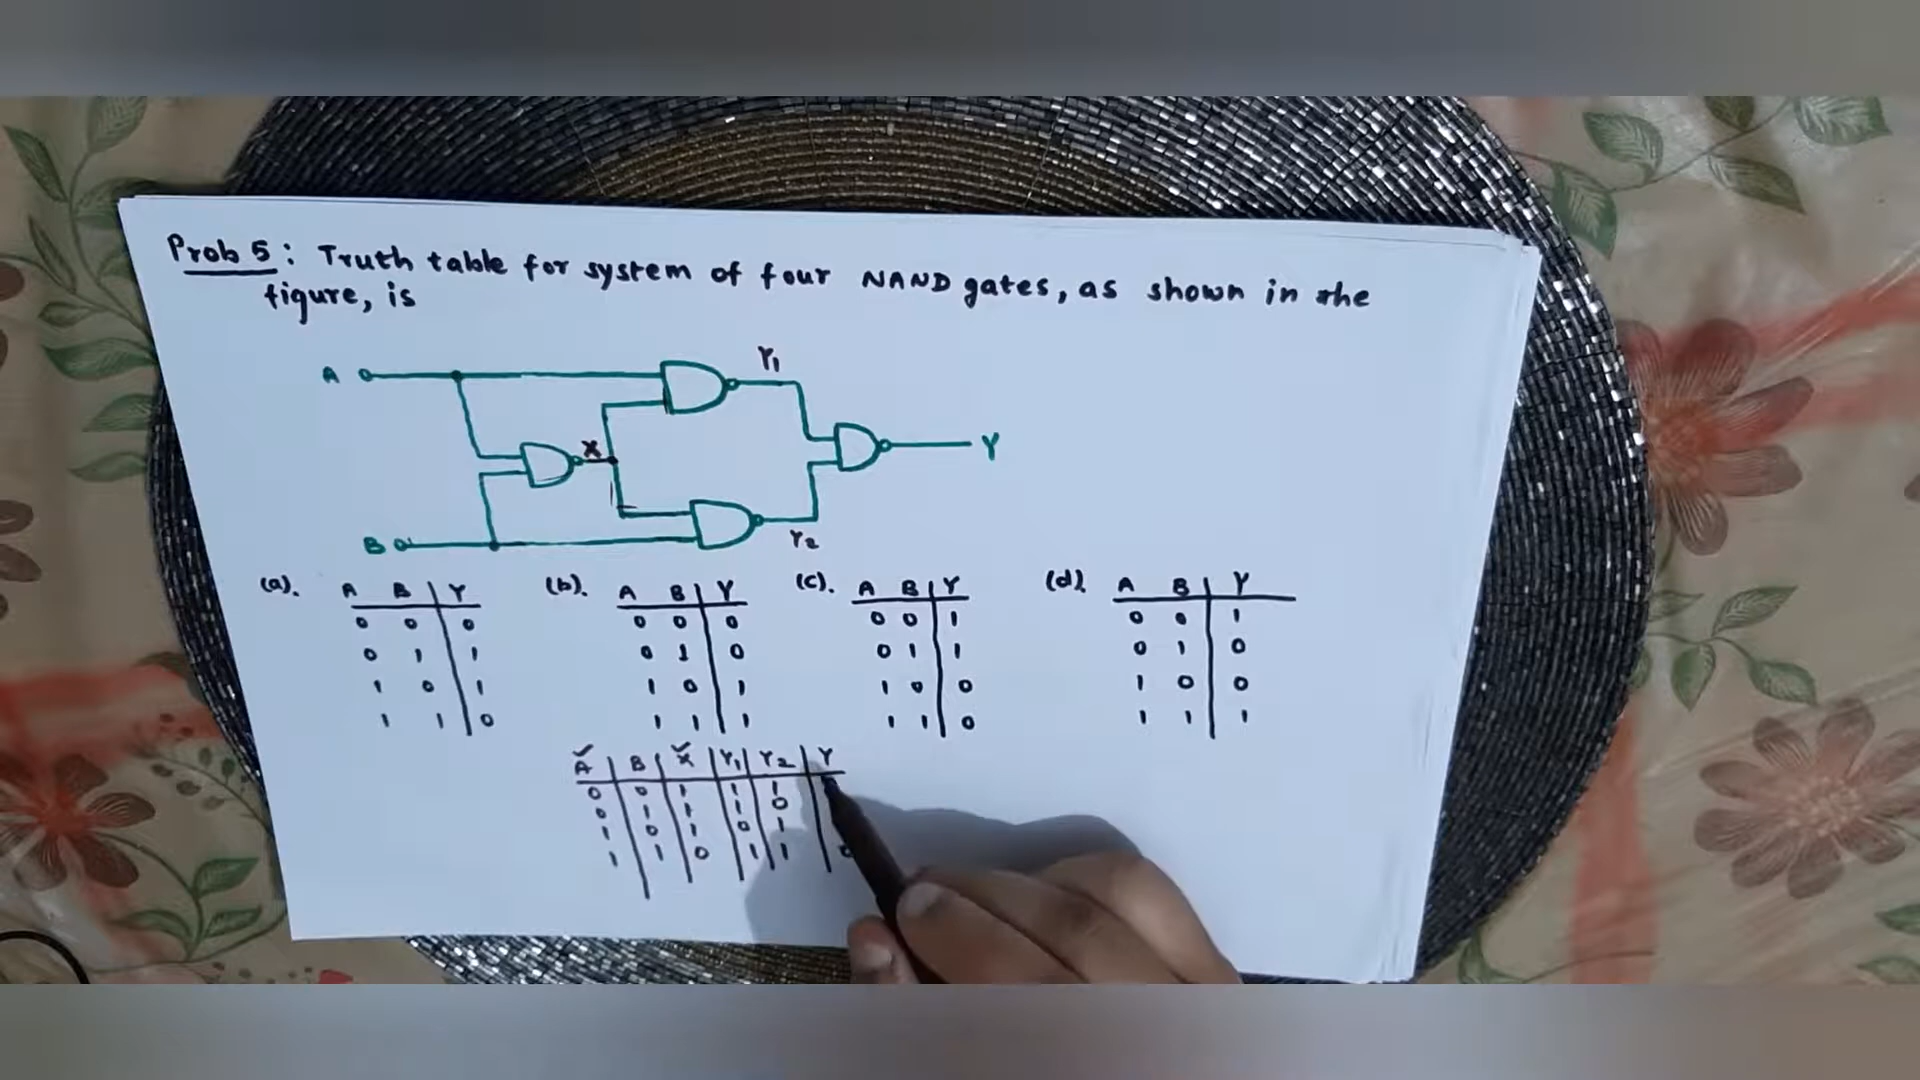 Prob 5: Truth table for system of four NAND gates, as shown in the
figure, is
Y1
A
X
Y
B
Y2
(a). A B Y
0 0 0
0 1 1
1 0 1
1 1 0
(b). A B Y
0 0 0
0 1 0
1 0 1
1 1 1
(c). A B Y
0 0 1
0 1 1
1 0 0
1 1 0
(d). A B Y
0 0 1
0 1 0
1 0 0
1 1 1
A B X Y1 Y2 Y
0 0 1 1 1
0 1 1 1 0
1 0 1 0 1
1 1 0 1 1 0